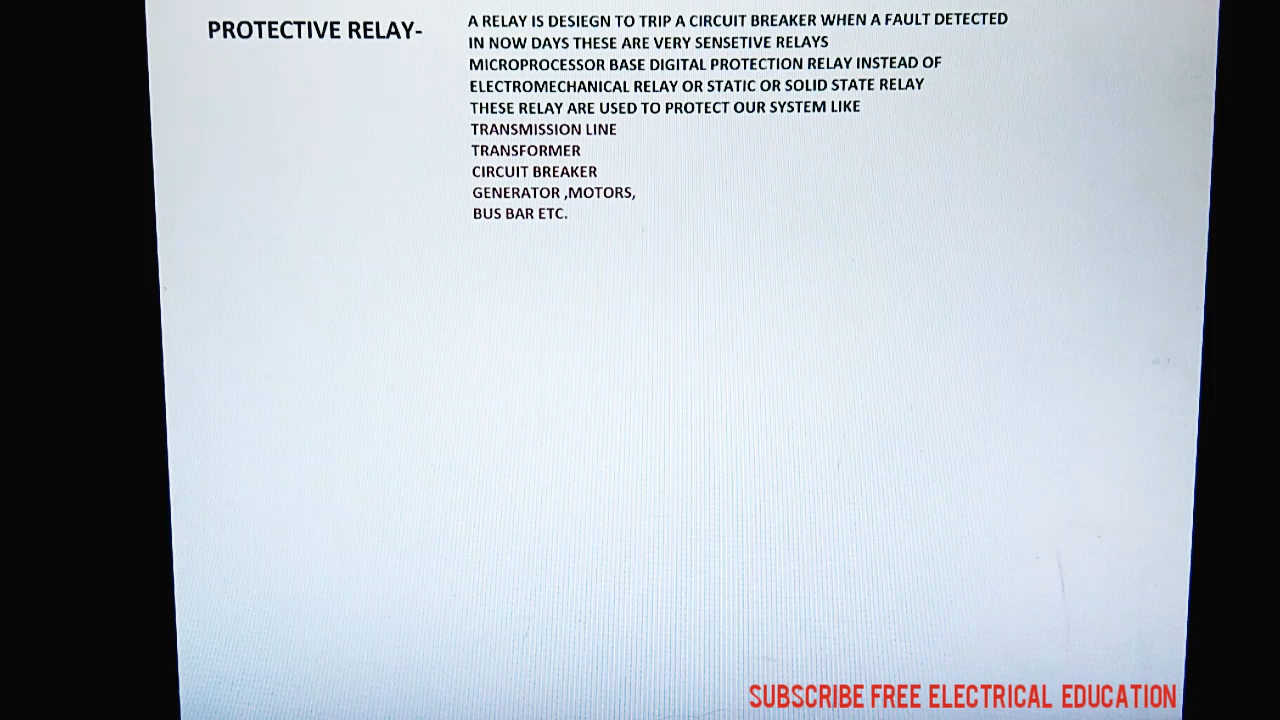 PROTECTIVE RELAY-
A RELAY IS DESIEGN TO TRIP A CIRCUIT BREAKER WHEN A FAULT DETECTED
IN NOW DAYS THESE ARE VERY SENSETIVE RELAYS
MICROPROCESSOR BASE DIGITAL PROTECTION RELAY INSTEAD OF
ELECTROMECHANICAL RELAY OR STATIC OR SOLID STATE RELAY
THESE RELAY ARE USED TO PROTECT OUR SYSTEM LIKE
TRANSMISSION LINE
TRANSFORMER
CIRCUIT BREAKER
GENERATOR ,MOTORS,
BUS BAR ETC.
SUBSCRIBE FREE ELECTRICAL EDUCATION